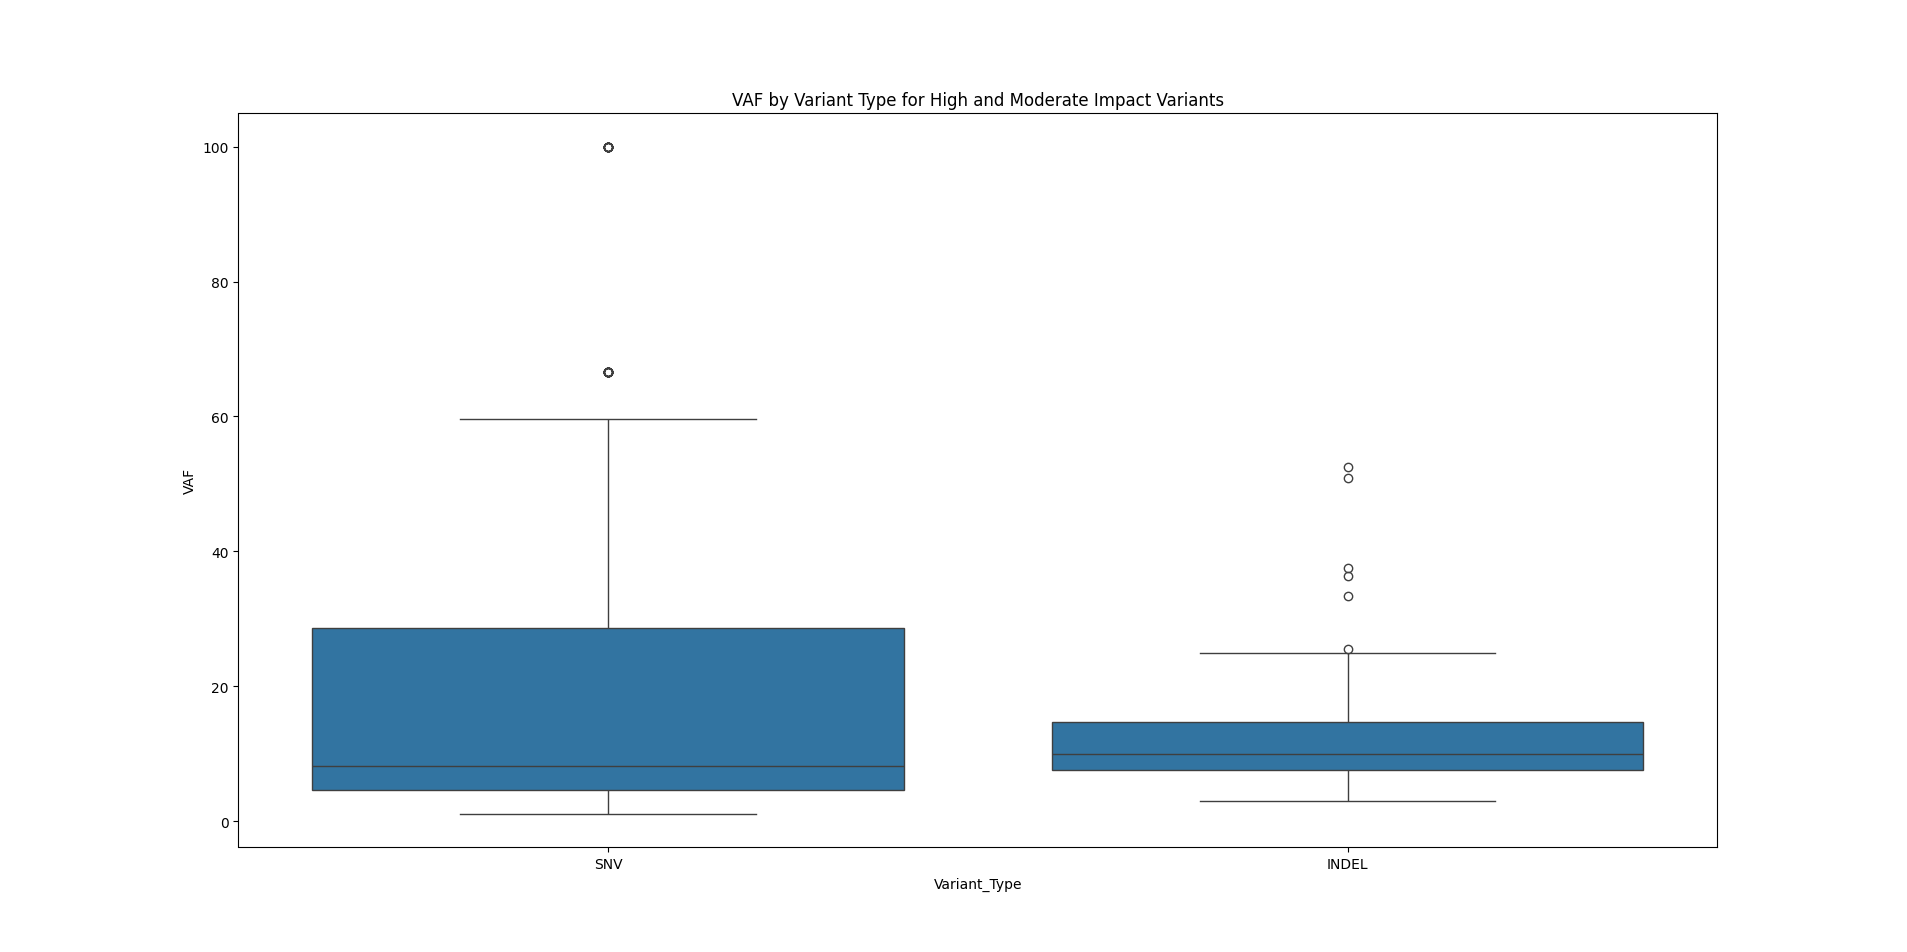 VAF by Variant Type for High and Moderate Impact Variants
100
80
60
40
20
0
VAF
SNV
INDEL
Variant_Type